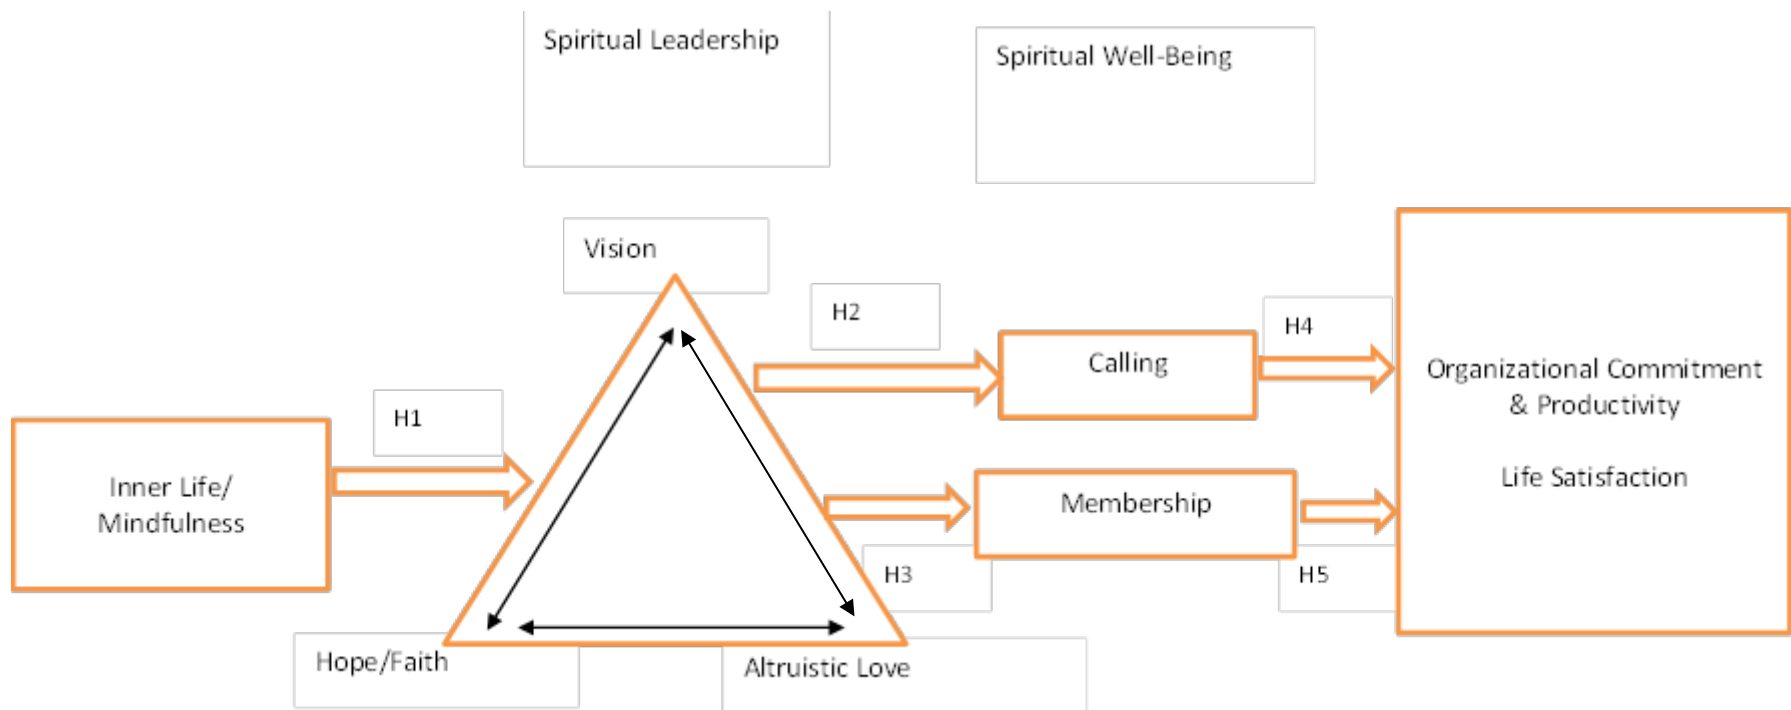 Spiritual Leadership
Spiritual Well-Being
Vision
H2
H4
Calling
Organizational Commitment
& Productivity
Life Satisfaction
H1
Inner Life/
Mindfulness
Membership
H3
H5
Hope/Faith
Altruistic Love